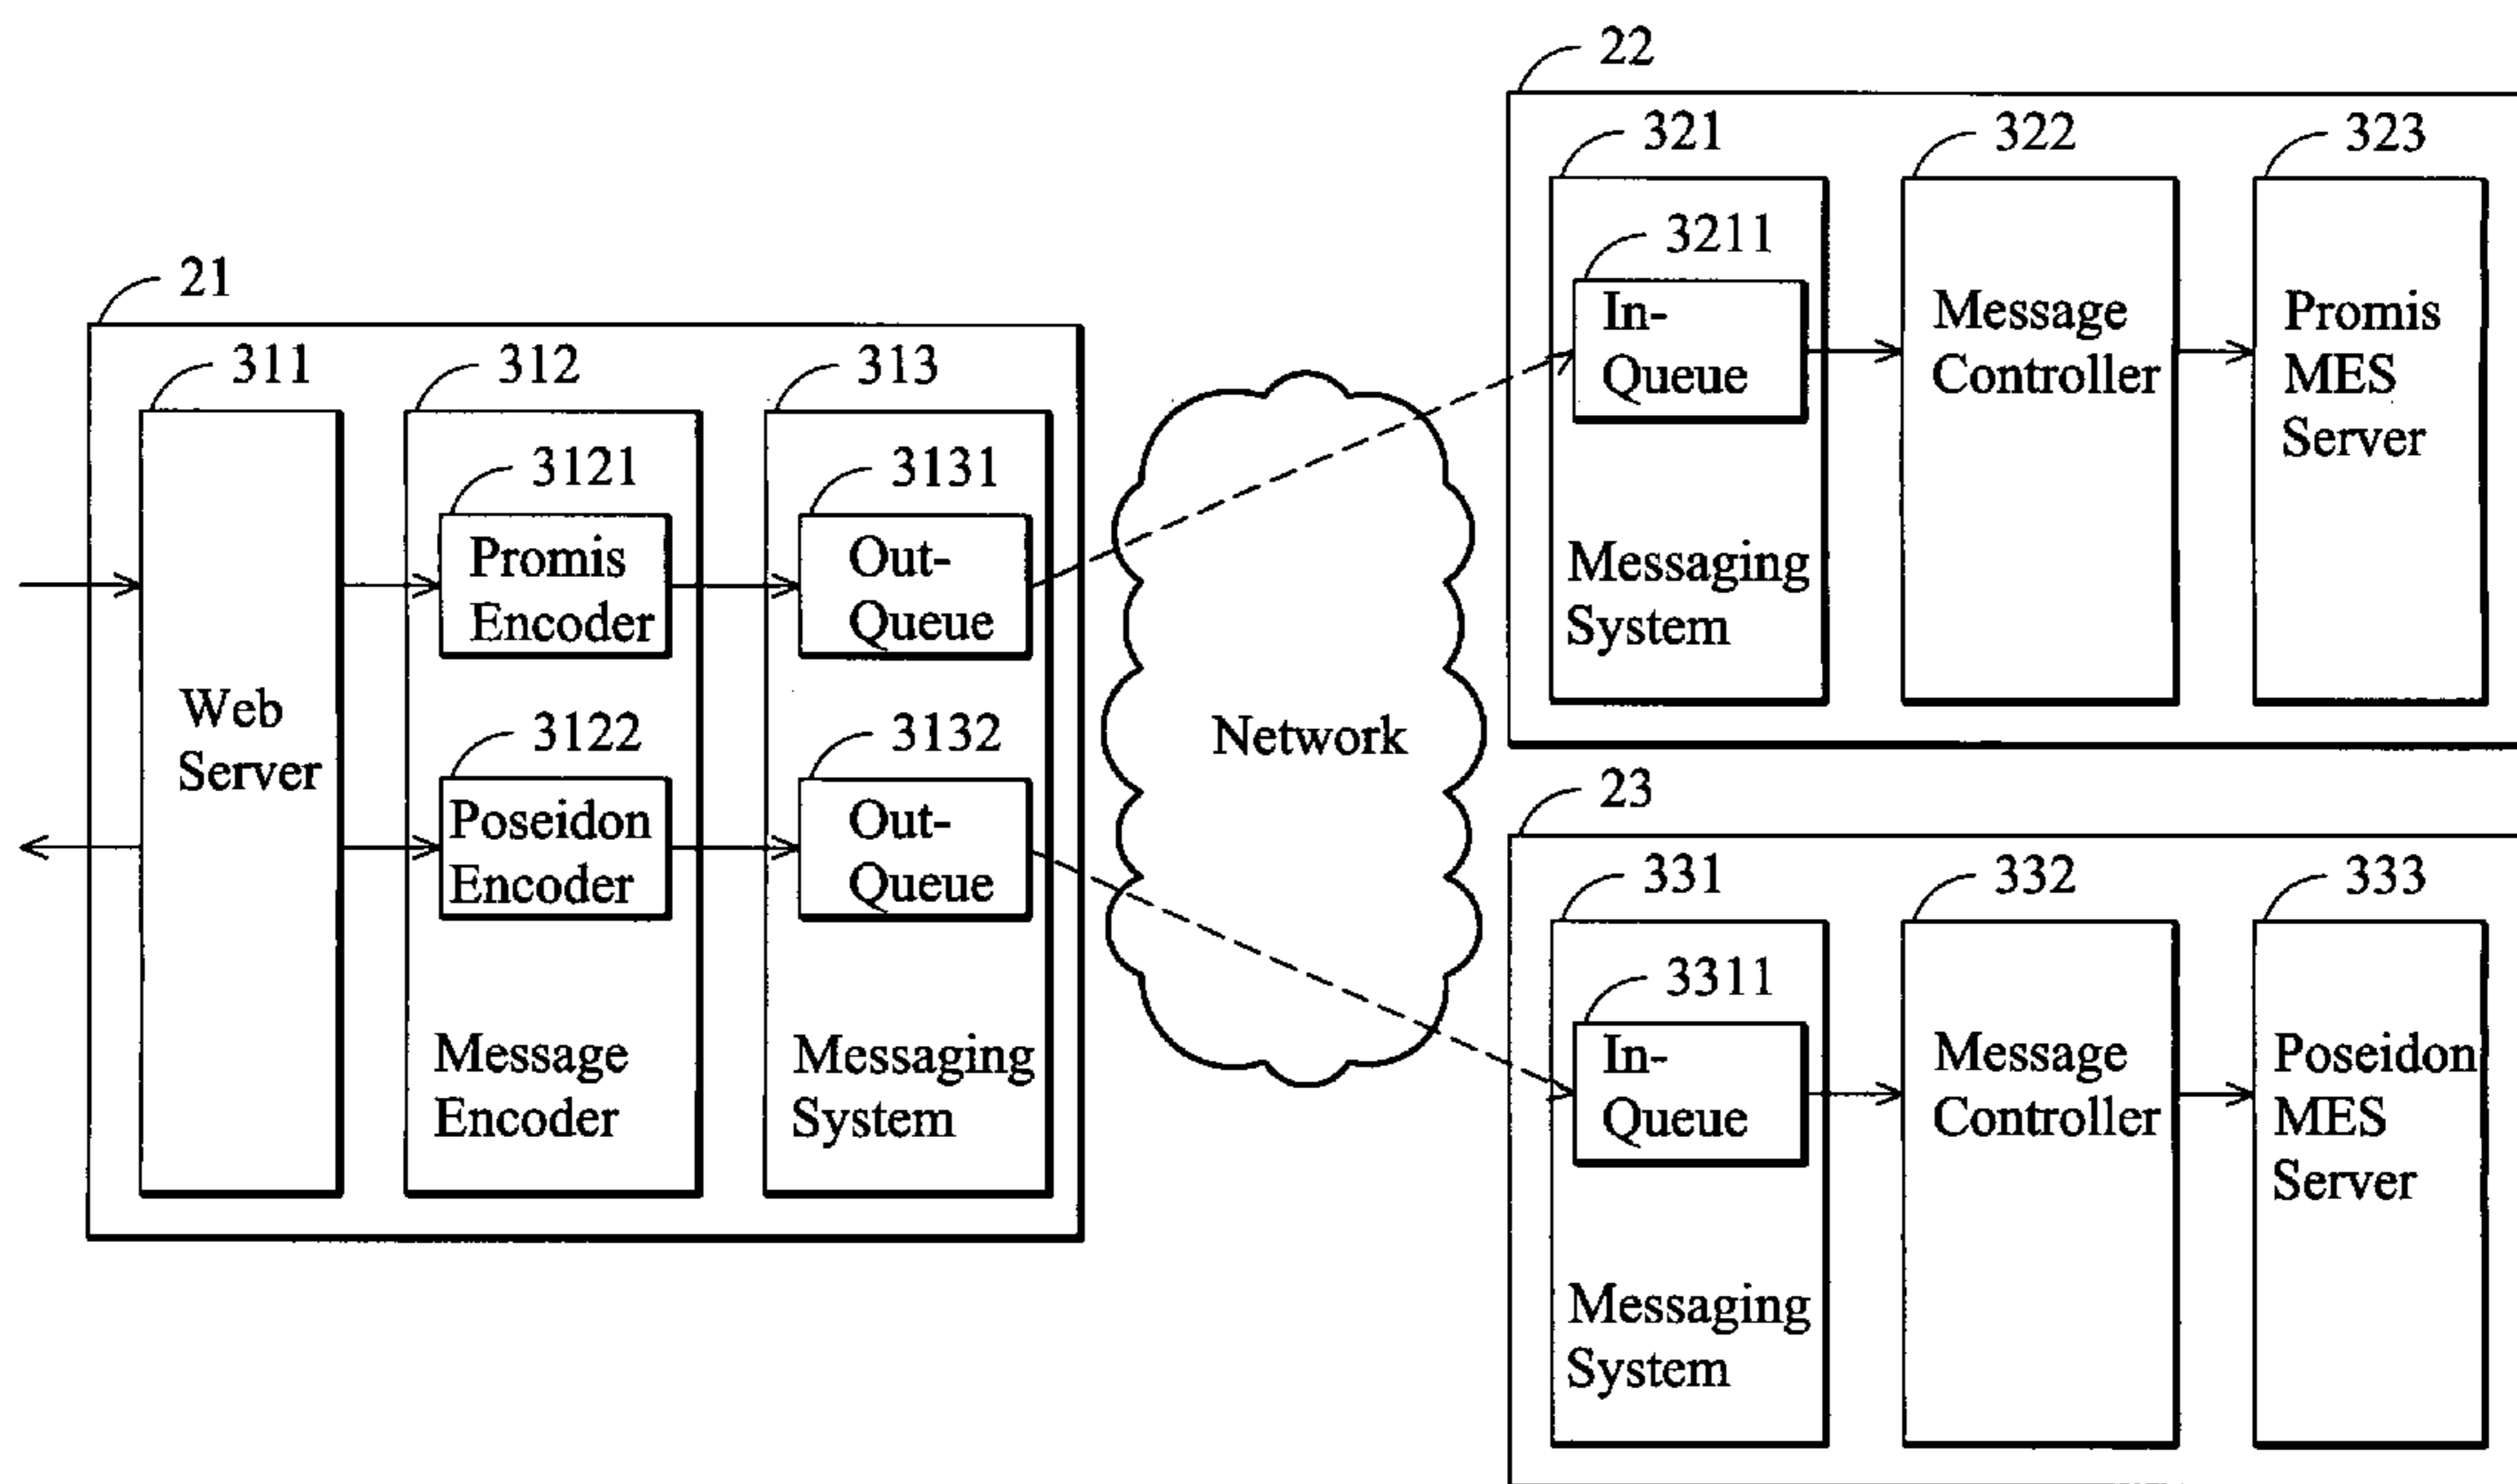 22
321
322
323
3211
In-
Queue
Message
Controller
Promis
MES
Server
Messaging
System
21
311
312
313
3121
3131
Promis
Encoder
Out-
Queue
Web
Server
3122
3132
Poseidon
Encoder
Out-
Queue
Message
Encoder
Messaging
System
Network
23
331
332
333
3311
In-
Queue
Message
Controller
Poseidon
MES
Server
Messaging
System